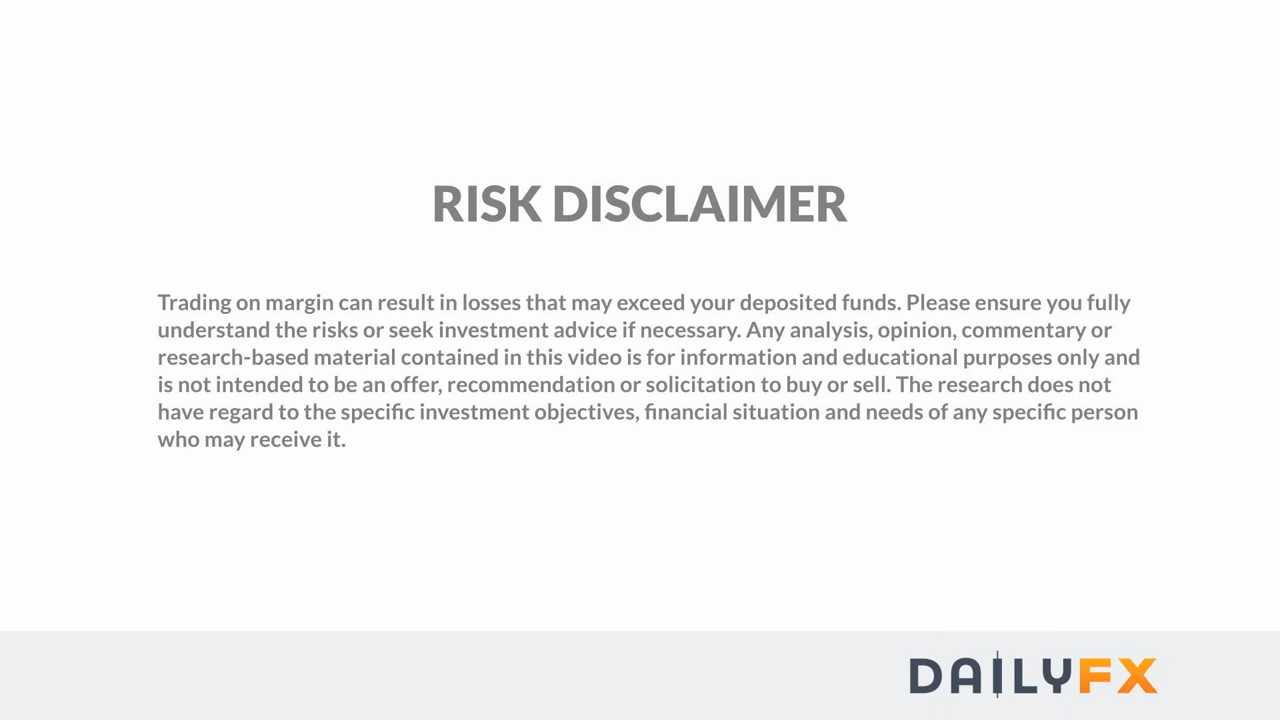 RISK DISCLAIMER
Trading on margin can result in losses that may exceed your deposited funds. Please ensure you fully
understand the risks or seek investment advice if necessary. Any analysis, opinion, commentary or
research-based material contained in this video is for information and educational purposes only and
is not intended to be an offer, recommendation or solicitation to buy or sell. The research does not
have regard to the specific investment objectives, financial situation and needs of any specific person
who may receive it.
DAILYFX